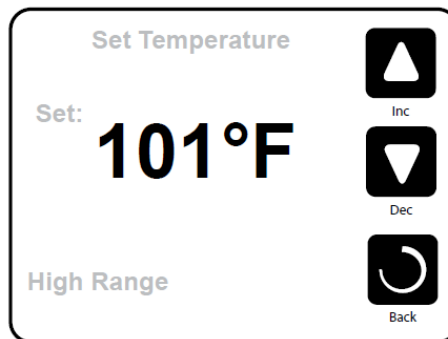 Set Temperature
Inc
Set:
101°F
Dec
High Range
Back